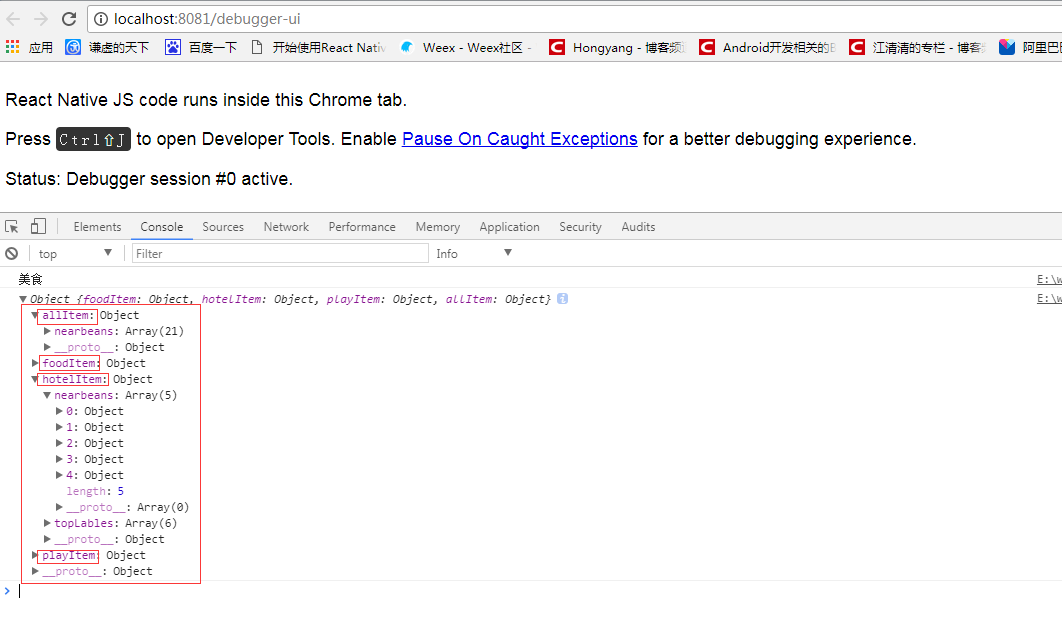 localhost:8081/debugger-ui
应用 谦虚的天下 百度一下 开始使用React Nativ Weex - Weex社区 - Hongyang - 博客频道 Android开发相关的B 江清清的专栏 - 博客 阿里巴巴
React Native JS code runs inside this Chrome tab.
Press Ctrl⇧J to open Developer Tools. Enable Pause On Caught Exceptions for a better debugging experience.
Status: Debugger session #0 active.
Elements Console Sources Network Performance Memory Application Security Audits
top ▼ Filter Info ▼
美食 E:\w
▼Object {foodItem: Object, hotelItem: Object, playItem: Object, allItem: Object} i E:\w
▼allItem: Object
▶nearbeans: Array(21)
▶__proto__: Object
▶foodItem: Object
▼hotelItem: Object
▼nearbeans: Array(5)
▶0: Object
▶1: Object
▶2: Object
▶3: Object
▶4: Object
length: 5
▶__proto__: Array(0)
▶topLables: Array(6)
▶__proto__: Object
▶playItem: Object
▶__proto__: Object